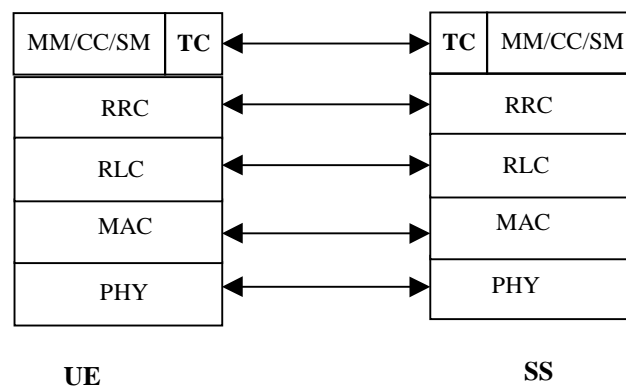 MM/CC/SM TC TC MM/CC/SM
RRC RRC
RLC RLC
MAC MAC
PHY PHY
UE SS